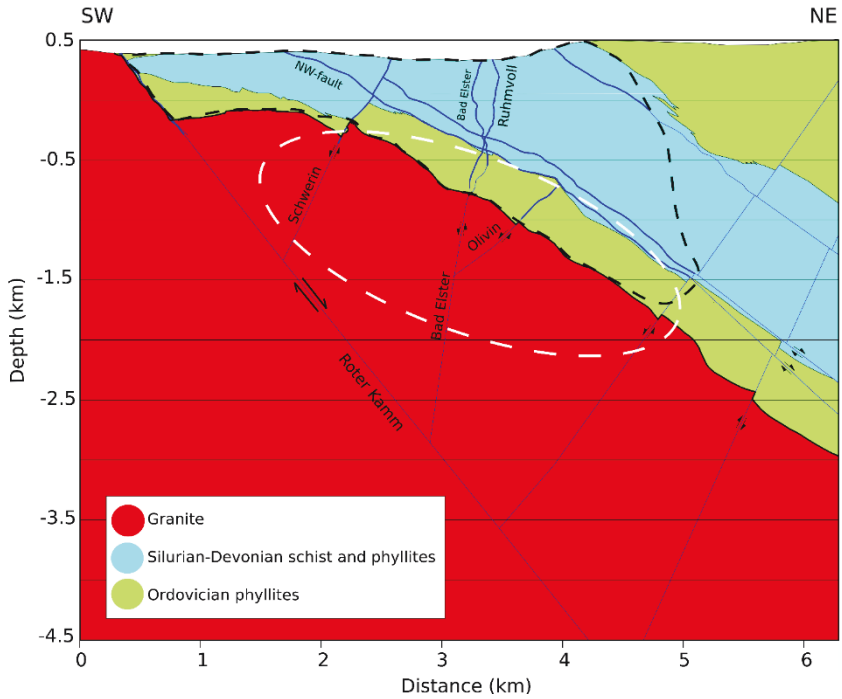 SW
NE
0.5
0
-0.5
-1.5
-2.5
-3.5
-4.5
Depth (km)
NW-fault
Bad Elster
Ruhmvoll
Schwerin
Olivin
Bad Elster
Roter Kamm
Granite
Silurian-Devonian schist and phyllites
Ordovician phyllites
0
1
2
3
4
5
6
Distance (km)